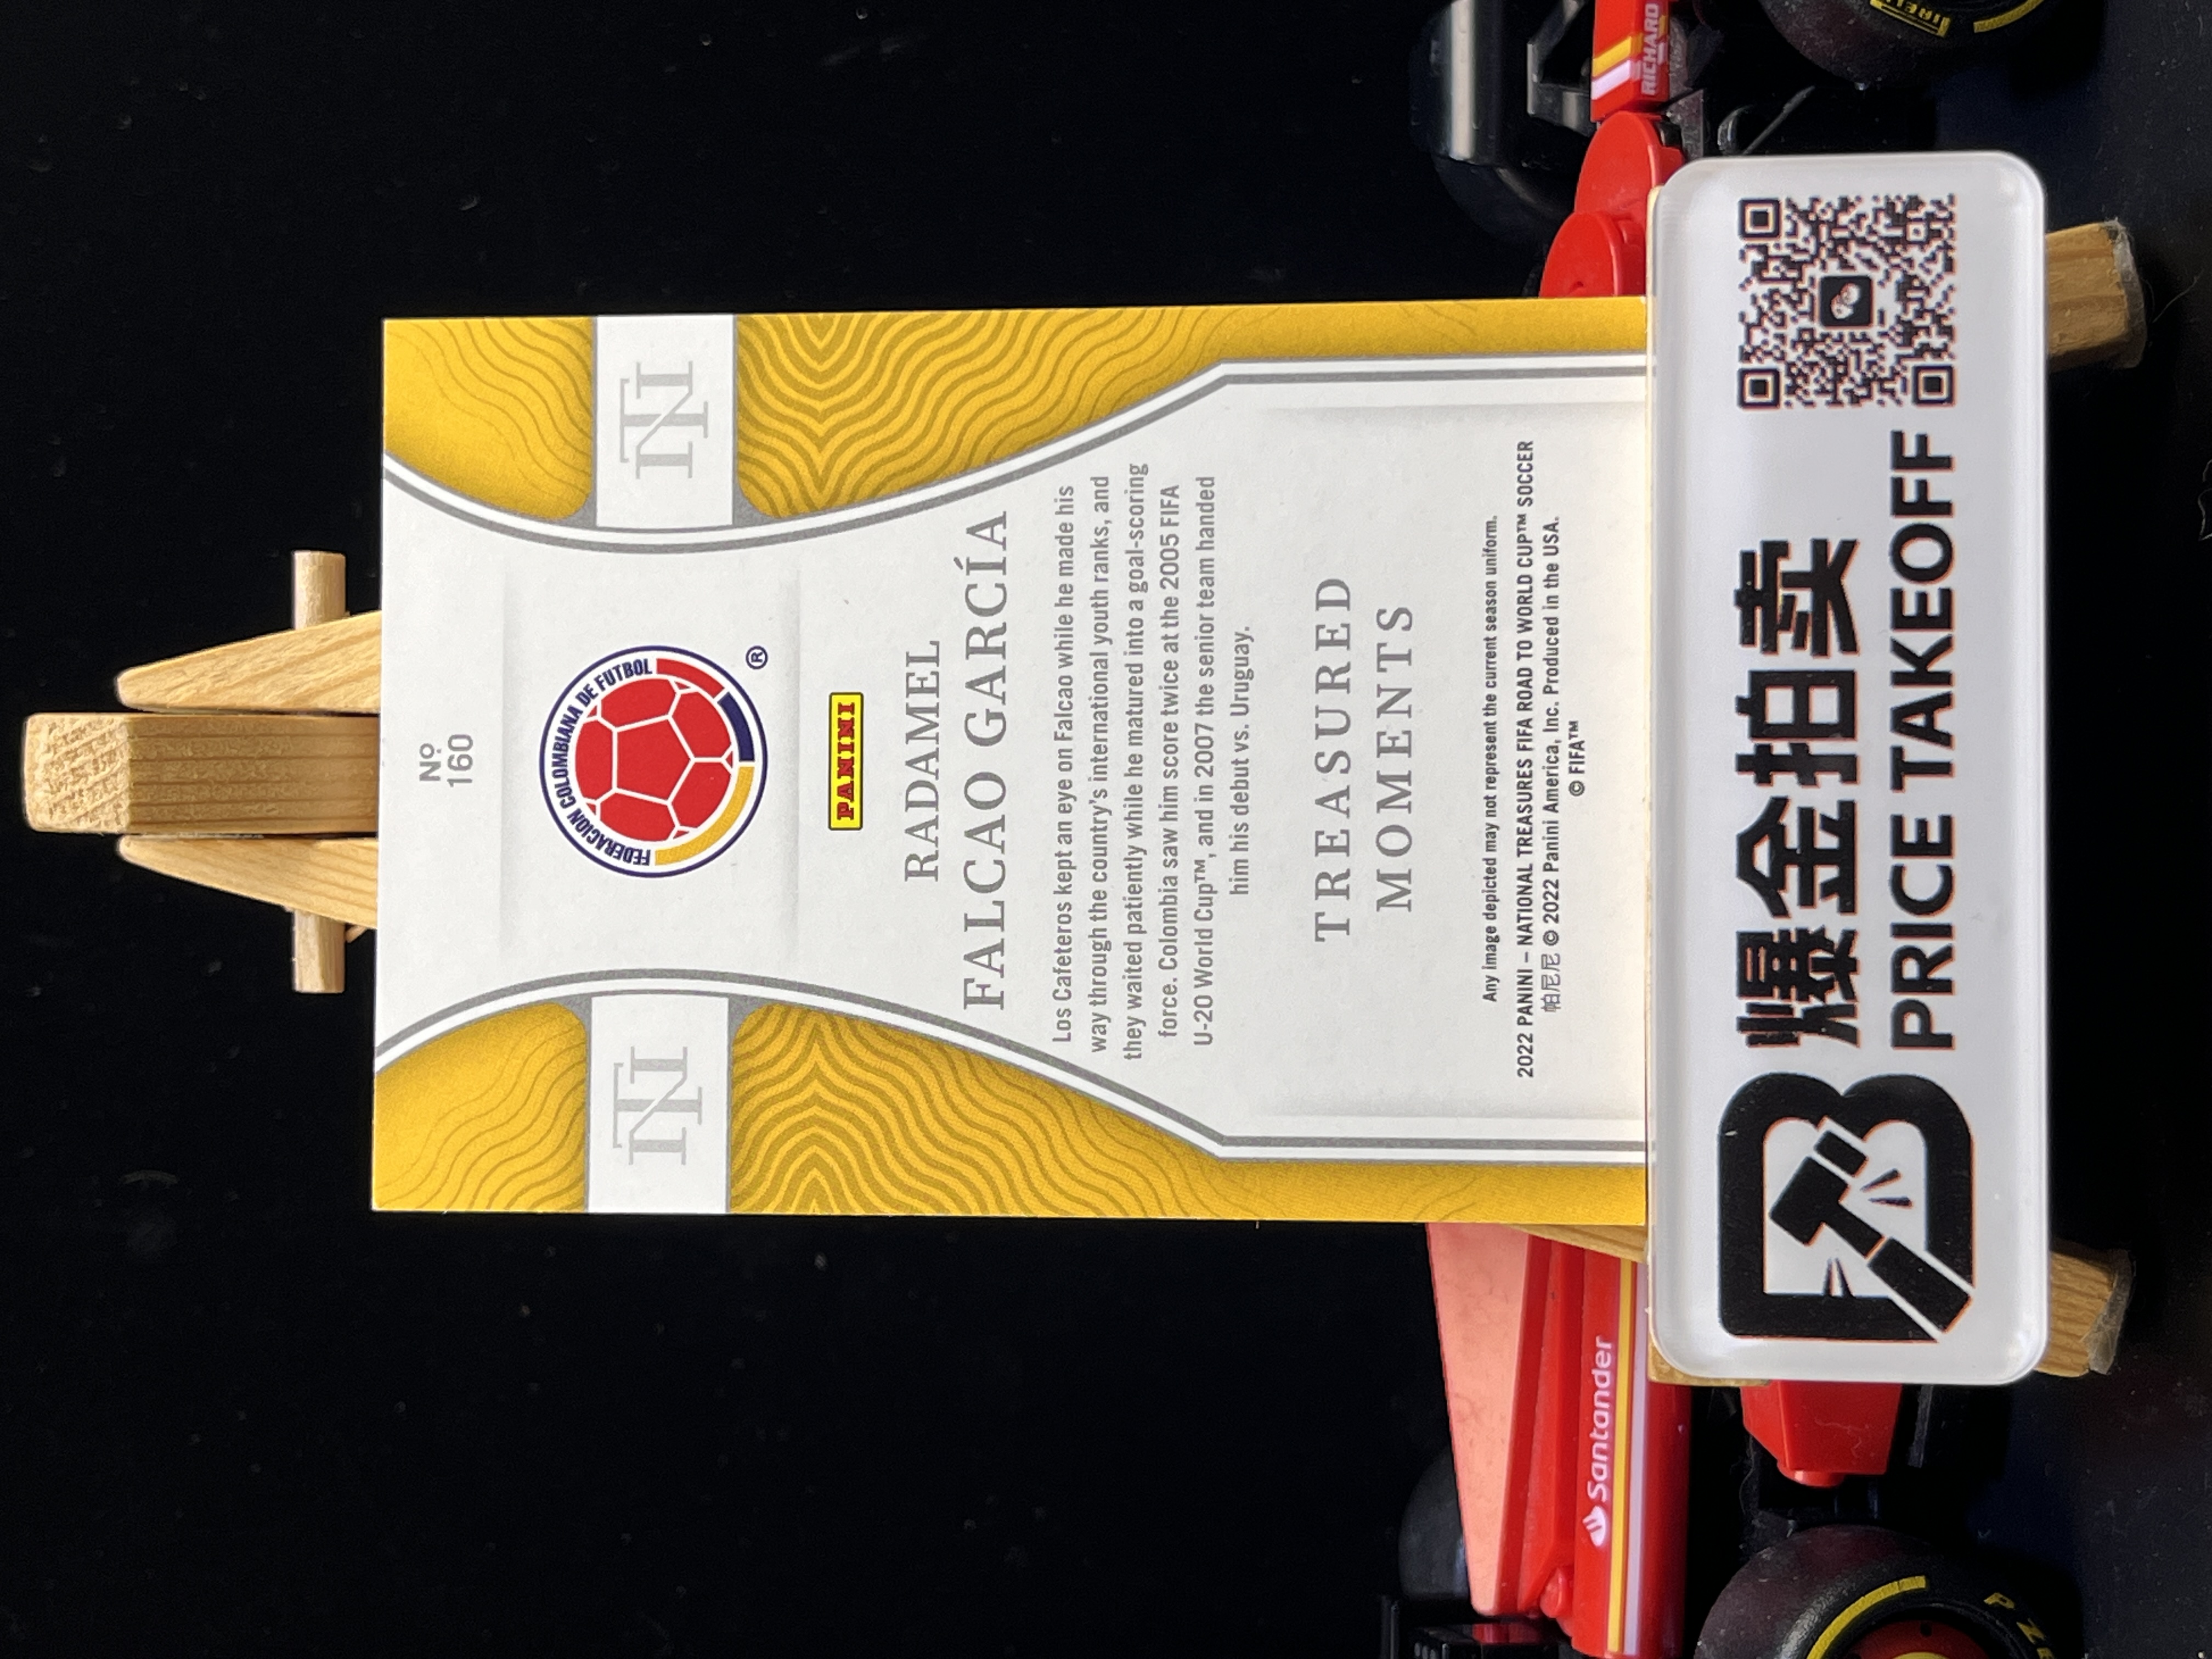 Nº
160
FEDERACION COLOMBIANA DE FUTBOL
®
PANINI
NT
NT
RADAMEL
FALCAO GARCÍA
Los Cafeteros kept an eye on Falcao while he made his
way through the country's international youth ranks, and
they waited patiently while he matured into a goal-scoring
force. Colombia saw him score twice at the 2005 FIFA
U-20 World Cup™, and in 2007 the senior team handed
him his debut vs. Uruguay.
TREASURED
MOMENTS
Any image depicted may not represent the current season uniform.
2022 PANINI – NATIONAL TREASURES FIFA ROAD TO WORLD CUP™ SOCCER
帕尼尼 © 2022 Panini America, Inc. Produced in the USA.
© FIFA™
Santander
RICHARD
爆金拍卖
PRICE TAKEOFF